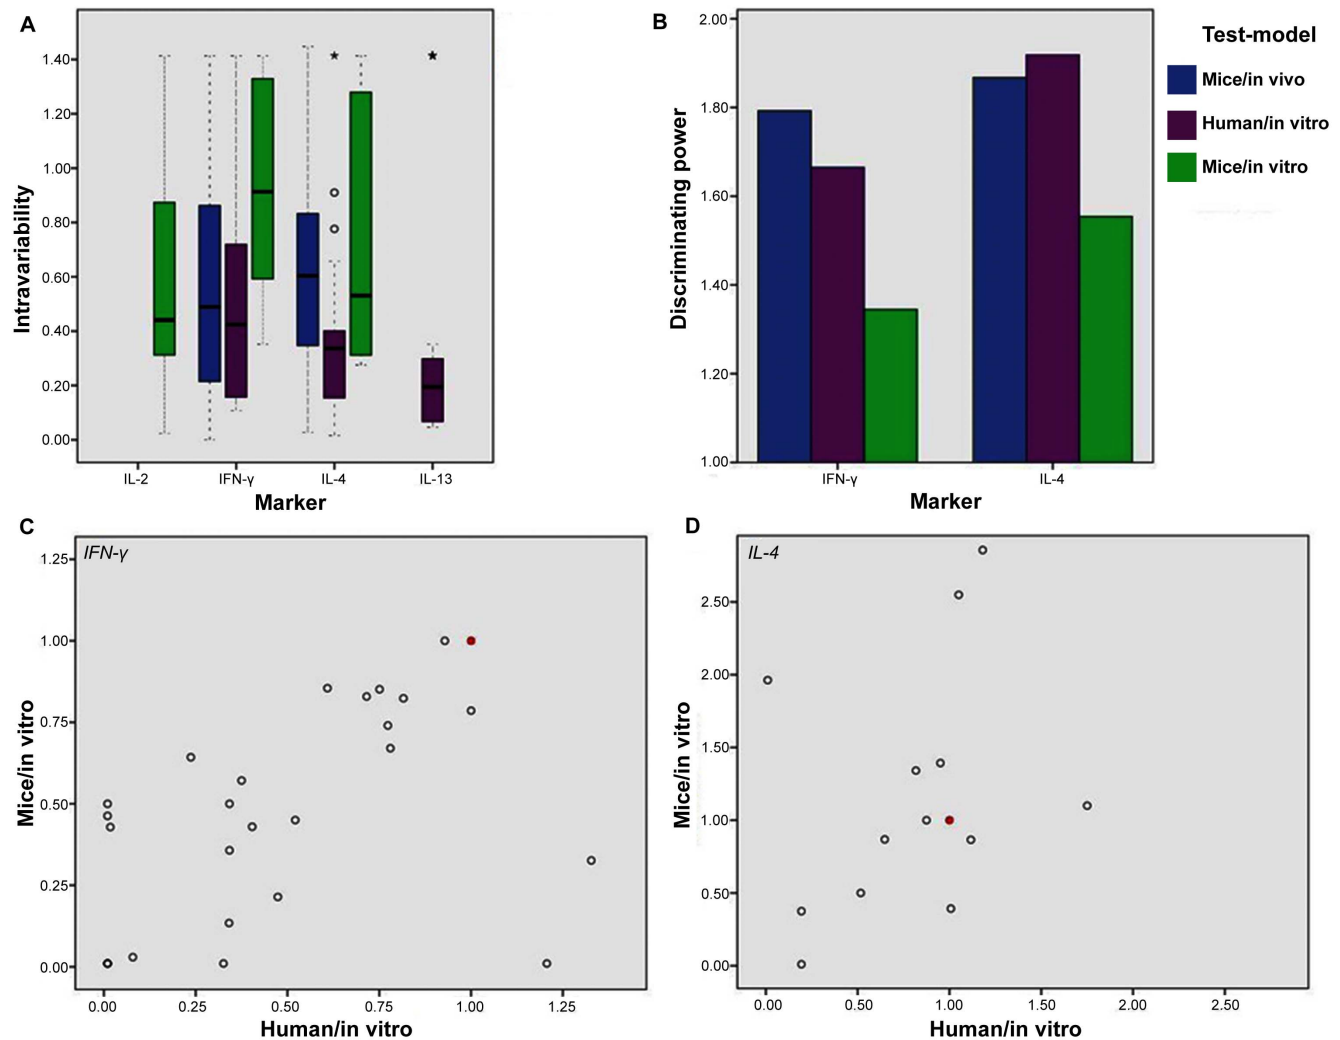 A
Intravariability
1.40
1.20
1.00
0.80
0.60
0.40
0.20
0.00
IL-2 IFN-γ IL-4 IL-13
Marker
B
Discriminating power
2.00
1.80
1.60
1.40
1.20
1.00
IFN-γ IL-4
Marker
Test-model
Mice/in vivo
Human/in vitro
Mice/in vitro
C
IFN-γ
Mice/in vitro
1.25
1.00
0.75
0.50
0.25
0.00
0.00 0.25 0.50 0.75 1.00 1.25
Human/in vitro
D
IL-4
Mice/in vitro
2.50
2.00
1.50
1.00
0.50
0.00
0.00 0.50 1.00 1.50 2.00 2.50
Human/in vitro